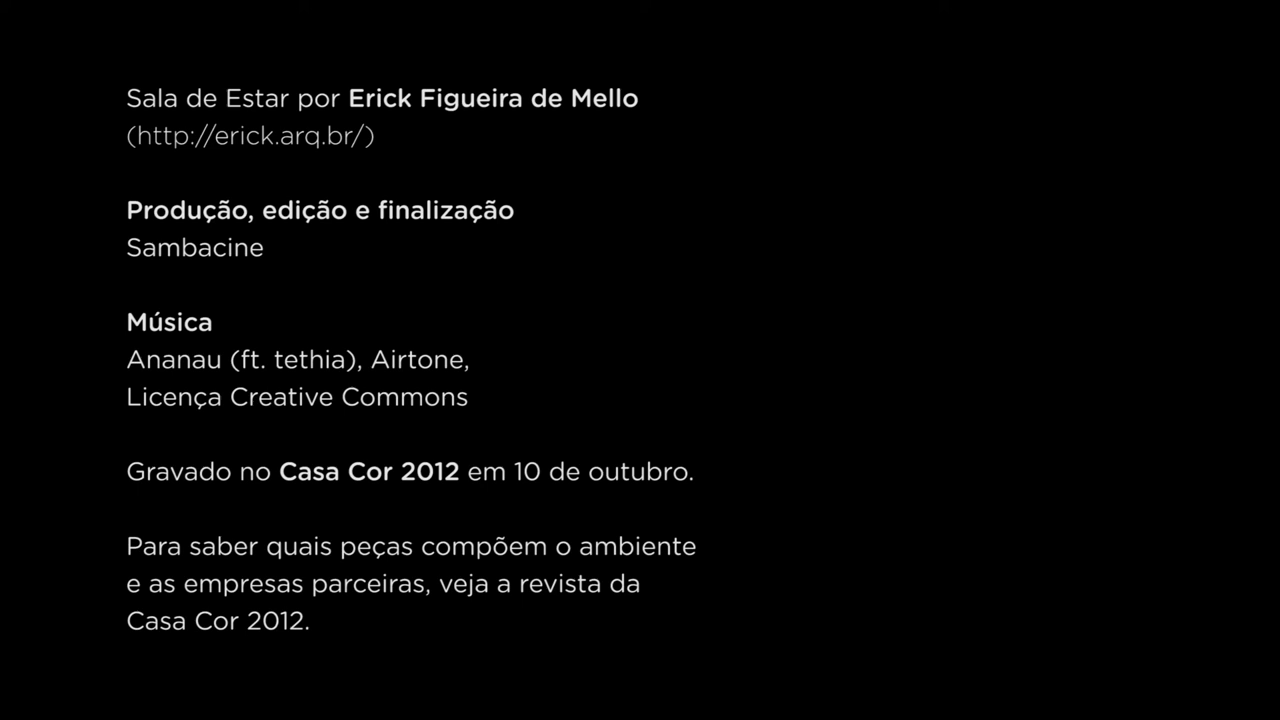 Sala de Estar por Erick Figueira de Mello
(http://erick.arq.br/)
Produção, edição e finalização
Sambacine
Música
Ananau (ft. tethia), Airtone,
Licença Creative Commons
Gravado no Casa Cor 2012 em 10 de outubro.
Para saber quais peças compõem o ambiente
e as empresas parceiras, veja a revista da
Casa Cor 2012.